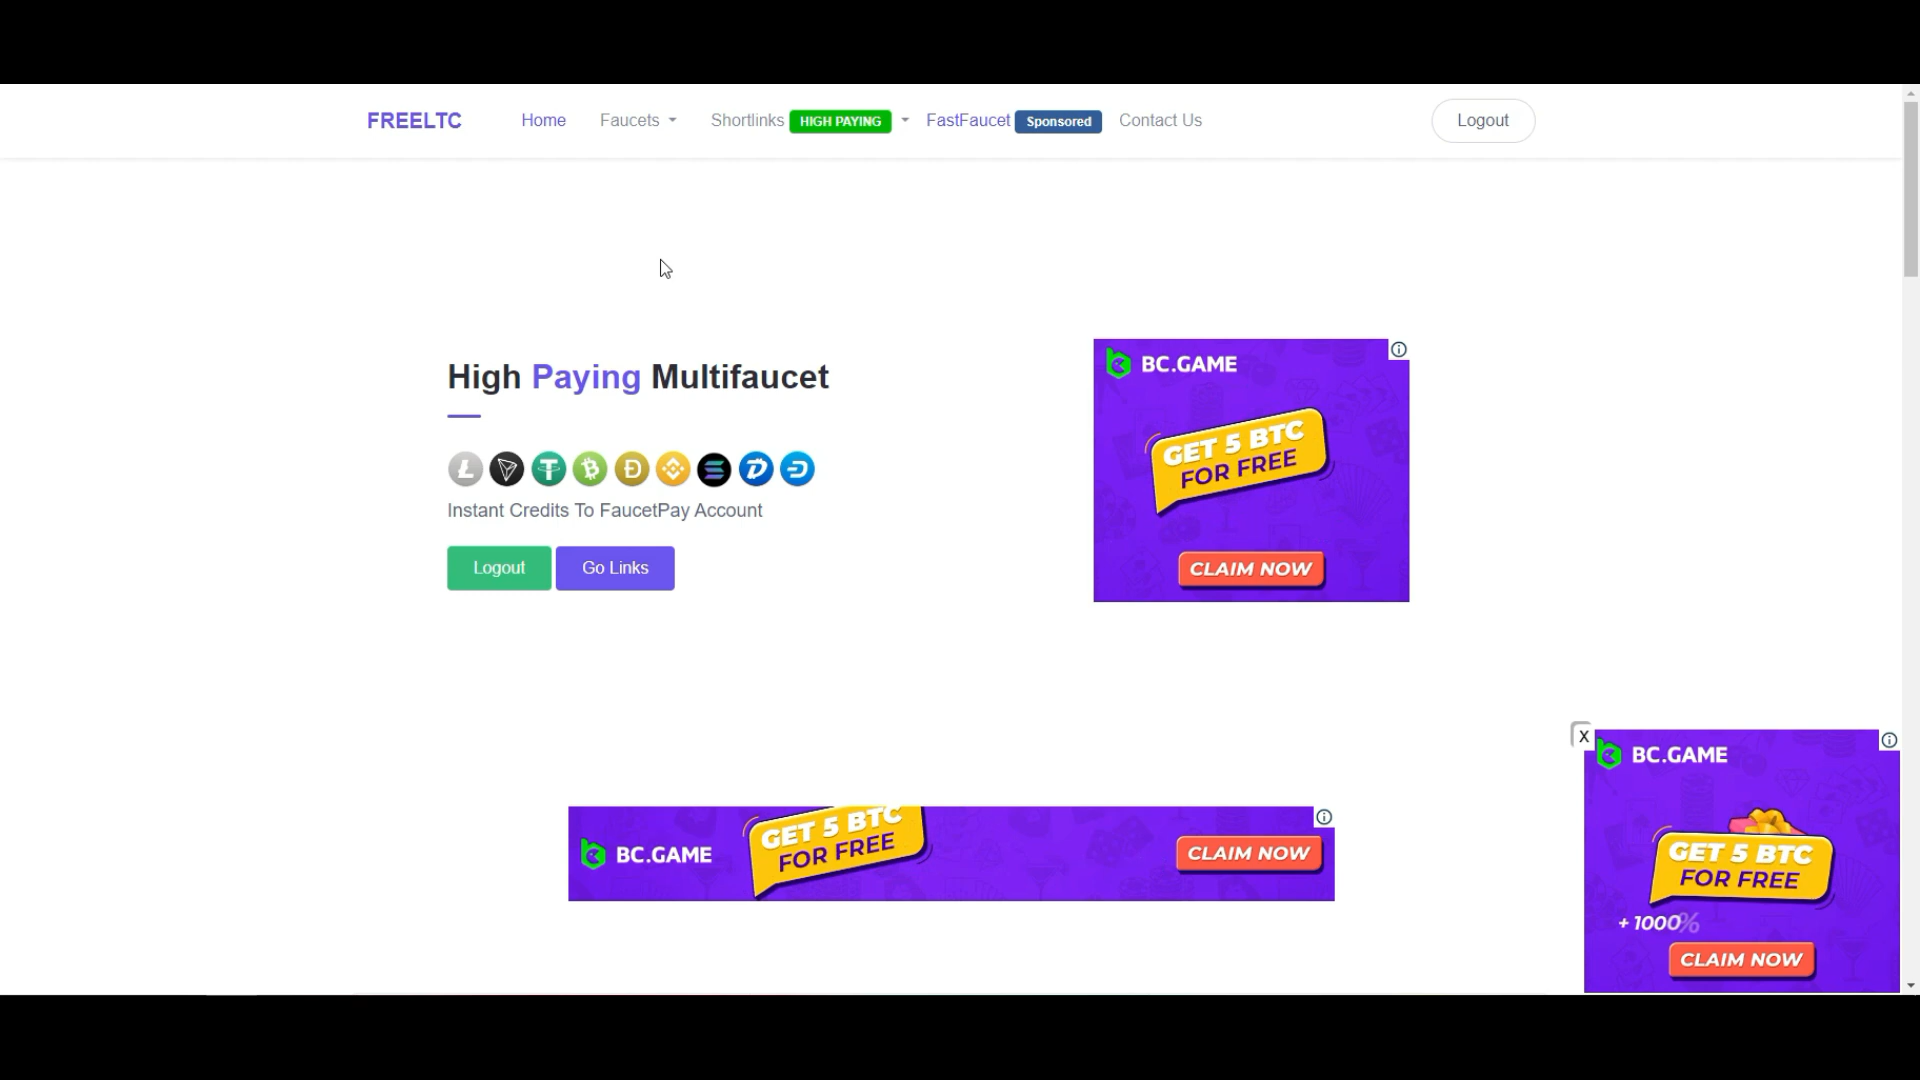 FREELTC
Home
Faucets
Shortlinks HIGH PAYING
FastFaucet Sponsored
Contact Us
Logout
High Paying Multifaucet
Instant Credits To FaucetPay Account
Logout
Go Links
BC.GAME
GET 5 BTC
FOR FREE
CLAIM NOW
BC.GAME
GET 5 BTC
FOR FREE
CLAIM NOW
X
BC.GAME
GET 5 BTC
FOR FREE
+ 1000%
CLAIM NOW